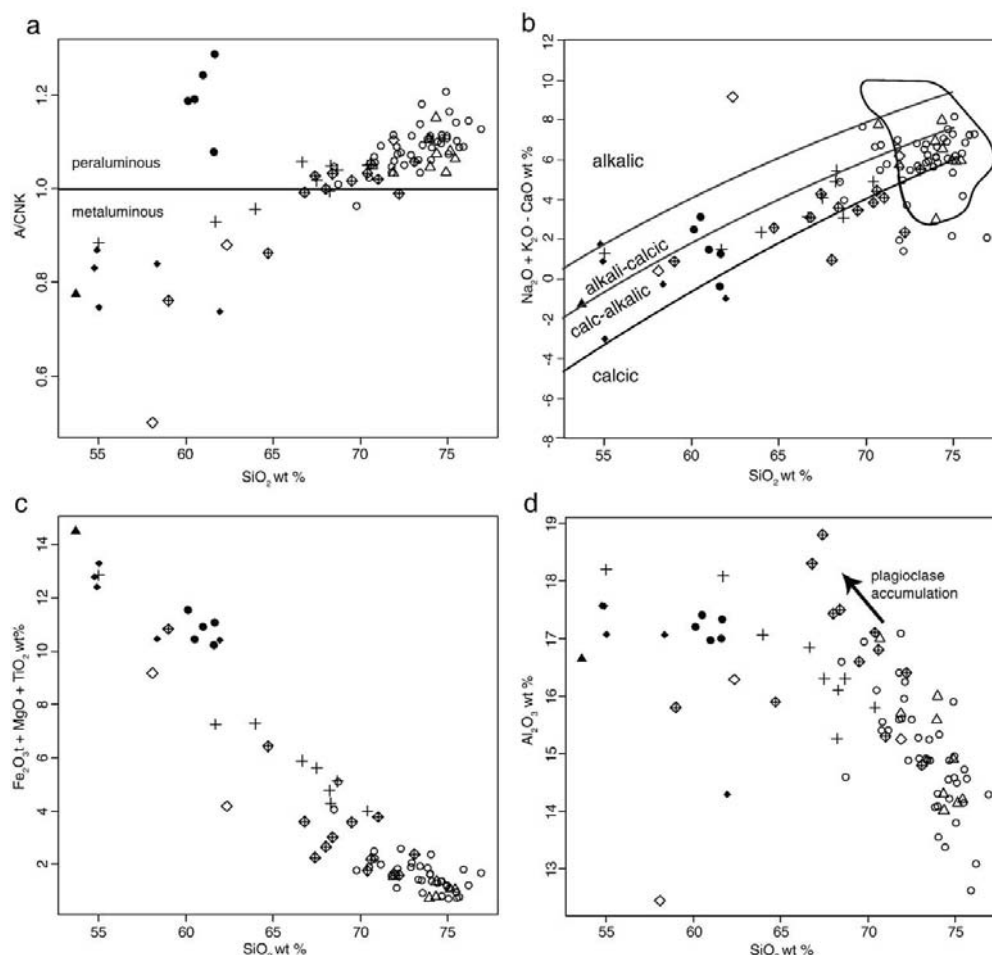 a
A/CNK
1.2
1.0
0.8
0.6
peraluminous
metaluminous
55 60 65 70 75
SiO₂ wt %
b
Na₂O + K₂O - CaO wt %
12
10
8
6
4
2
0
-2
-4
-6
-8
alkalic
alkali-calcic
calc-alkalic
calcic
55 60 65 70 75
SiO₂ wt %
c
Fe₂O₃t + MgO + TiO₂ wt%
14
12
10
8
6
4
2
55 60 65 70 75
SiO₂ wt %
d
Al₂O₃ wt %
19
18
17
16
15
14
13
plagioclase
accumulation
55 60 65 70 75
SiO₂ wt %